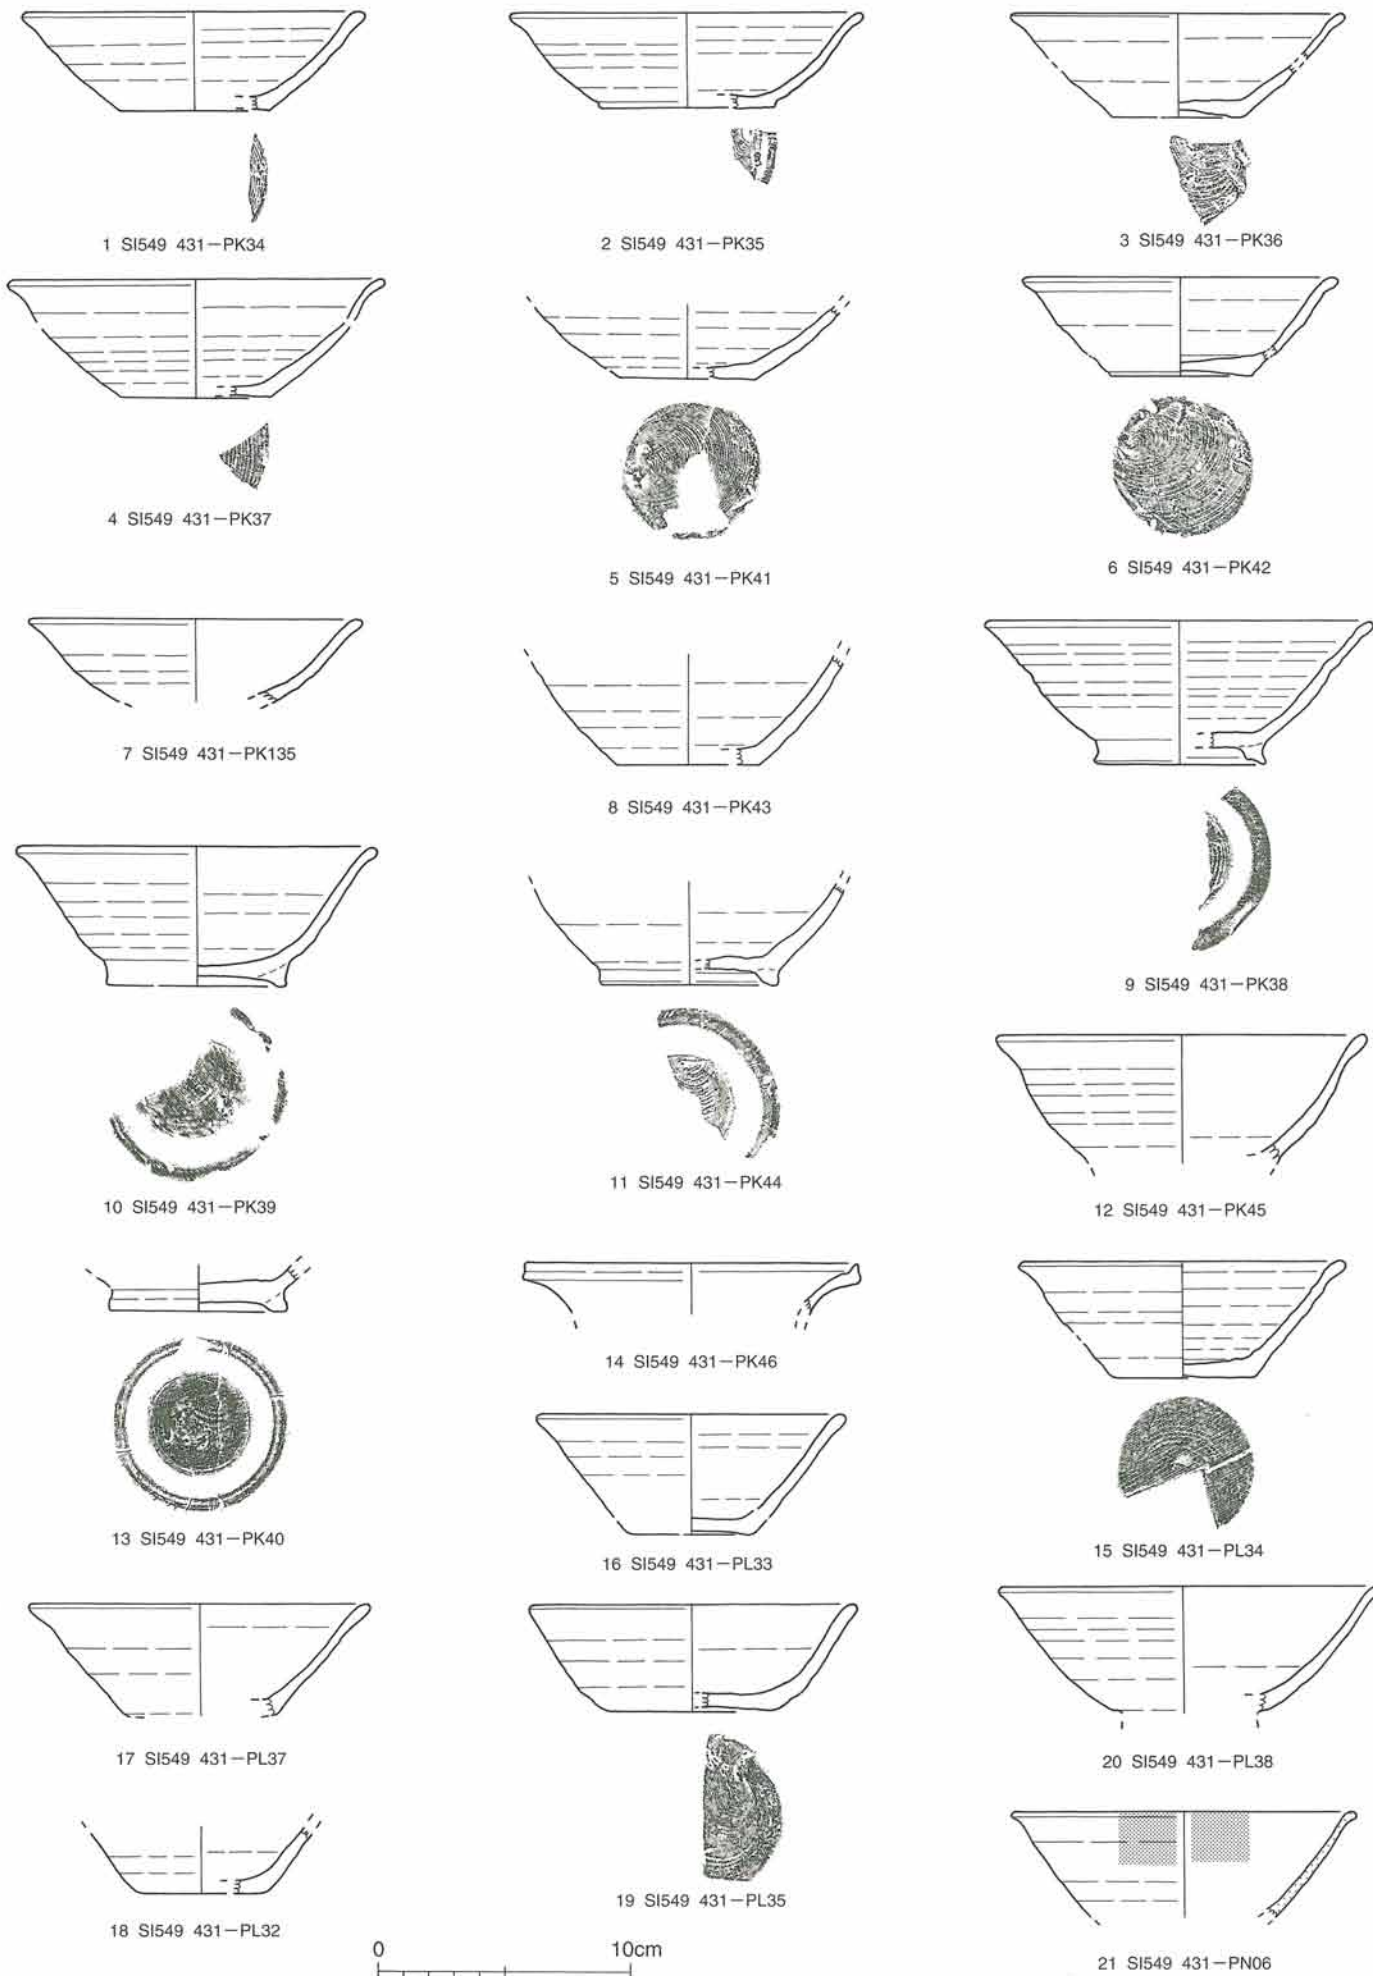 1 SI549 431−PK34
2 SI549 431−PK35
3 SI549 431−PK36
4 SI549 431−PK37
5 SI549 431−PK41
6 SI549 431−PK42
7 SI549 431−PK135
8 SI549 431−PK43
9 SI549 431−PK38
10 SI549 431−PK39
11 SI549 431−PK44
12 SI549 431−PK45
13 SI549 431−PK40
14 SI549 431−PK46
15 SI549 431−PL34
16 SI549 431−PL33
17 SI549 431−PL37
18 SI549 431−PL32
19 SI549 431−PL35
20 SI549 431−PL38
21 SI549 431−PN06
0 10cm